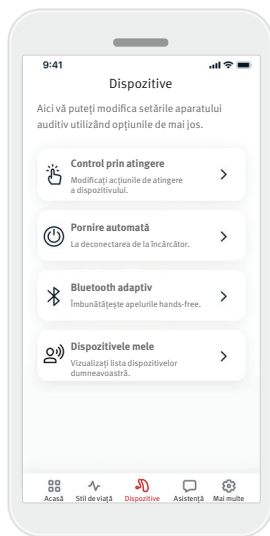 9:41
Dispozitive
Aici vă puteți modifica setările aparatului
auditiv utilizând opțiunile de mai jos.
Control prin atingere
Modificați acțiunile de atingere
a dispozitivului.
Pornire automată
La deconectarea de la încărcător.
Bluetooth adaptiv
Îmbunătățește apelurile hands-free.
Dispozitivele mele
Vizualizați lista dispozitivelor
dumneavoastră.
Acasă Stil de viață Dispozitive Asistență Mai multe